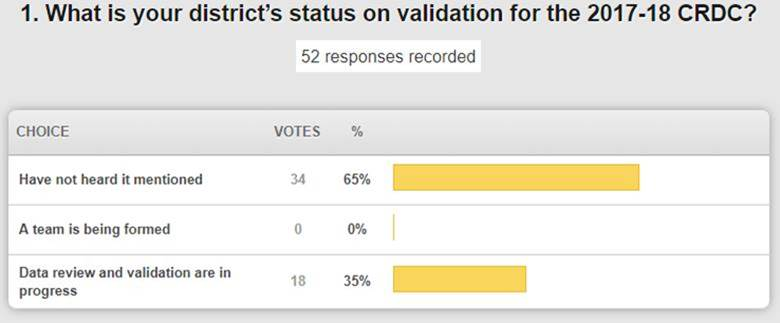 1. What is your district's status on validation for the 2017-18 CRDC?
52 responses recorded
CHOICE VOTES %
Have not heard it mentioned 34 65%
A team is being formed 0 0%
Data review and validation are in
progress 18 35%